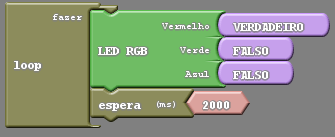 fazer
Vermelho VERDADEIRO
LED RGB Verde FALSO
loop
Azul FALSO
espera (ms) 2000